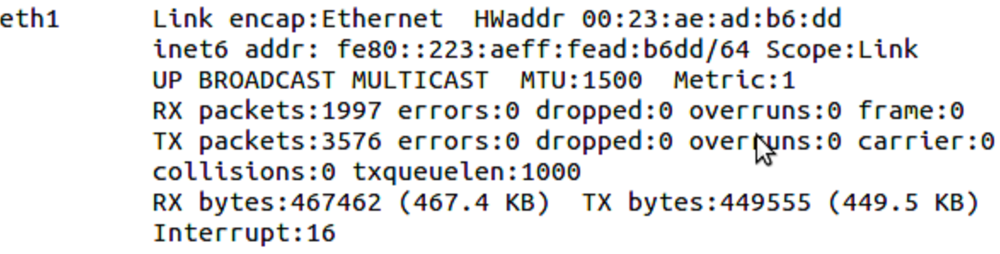 eth1 Link encap:Ethernet HWaddr 00:23:ae:ad:b6:dd
inet6 addr: fe80::223:aeff:fead:b6dd/64 Scope:Link
UP BROADCAST MULTICAST MTU:1500 Metric:1
RX packets:1997 errors:0 dropped:0 overruns:0 frame:0
TX packets:3576 errors:0 dropped:0 overruns:0 carrier:0
collisions:0 txqueuelen:1000
RX bytes:467462 (467.4 KB) TX bytes:449555 (449.5 KB)
Interrupt:16